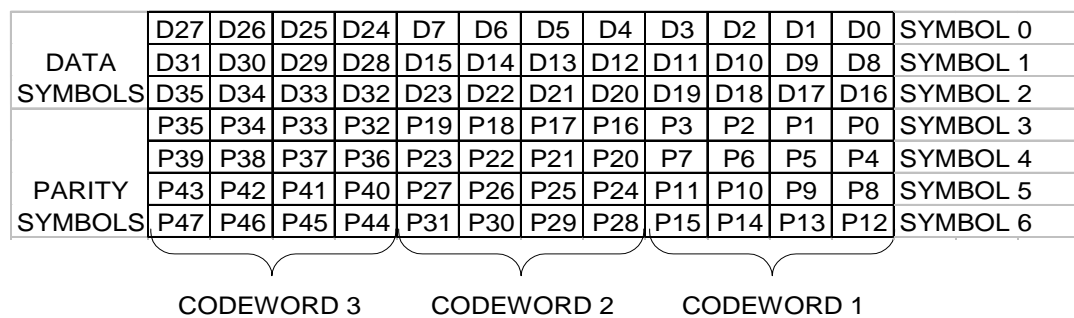 D27 D26 D25 D24 D7 D6 D5 D4 D3 D2 D1 D0 SYMBOL 0
DATA D31 D30 D29 D28 D15 D14 D13 D12 D11 D10 D9 D8 SYMBOL 1
SYMBOLS D35 D34 D33 D32 D23 D22 D21 D20 D19 D18 D17 D16 SYMBOL 2
P35 P34 P33 P32 P19 P18 P17 P16 P3 P2 P1 P0 SYMBOL 3
P39 P38 P37 P36 P23 P22 P21 P20 P7 P6 P5 P4 SYMBOL 4
PARITY P43 P42 P41 P40 P27 P26 P25 P24 P11 P10 P9 P8 SYMBOL 5
SYMBOLS P47 P46 P45 P44 P31 P30 P29 P28 P15 P14 P13 P12 SYMBOL 6
CODEWORD 3 CODEWORD 2 CODEWORD 1